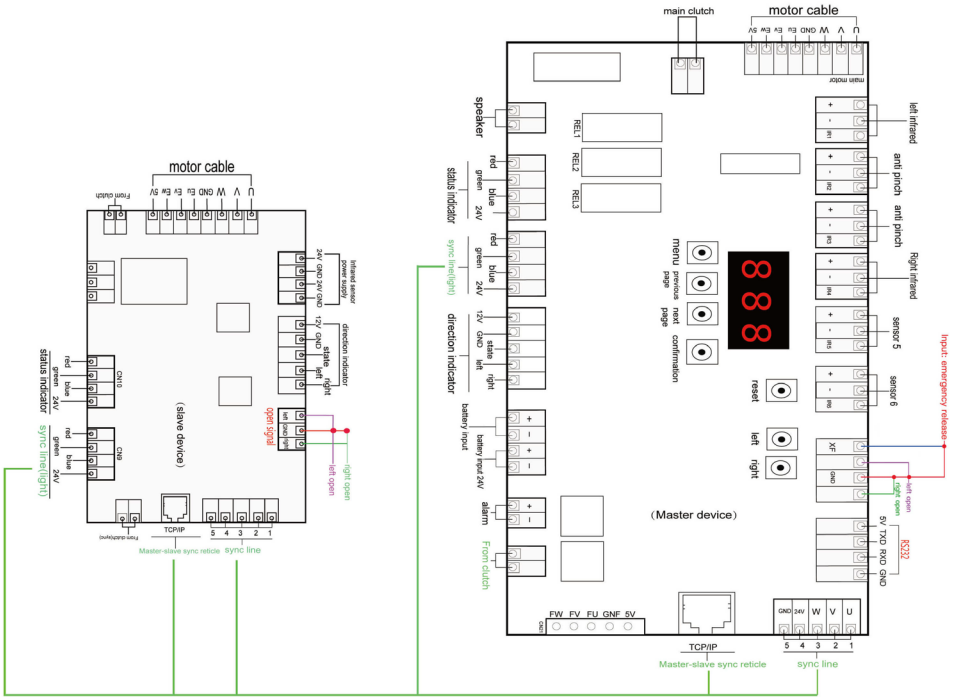 motor cable
From clutch
5V
Ew
Ev
Eu
GND
W
V
U
24V
GND
24V
GND
Infrared sensor
power supply
12V
GND
state
left
right
direction indicator
left
GND
right
open signal
left open
right open
status indicator
red
green
blue
24V
CN10
sync line(light)
red
green
blue
24V
CN9
(slave device)
From clutch(sync)
TCP/IP
Master-slave sync reticle
5
4
3
2
1
sync line
main clutch
motor cable
5V
Ew
Ev
Eu
GND
W
V
U
main motor
speaker
REL1
REL2
REL3
status indicator
red
green
blue
24V
sync line(light)
red
green
blue
24V
direction indicator
12V
GND
state
left
right
battery input
+
-
battery input 24V
+
-
alarm
+
-
From clutch
menu
previous
page
next
page
confirmation
888
reset
left
right
+
-
IR1
left infrared
+
-
IR2
anti
pinch
+
-
IR3
anti
pinch
+
-
IR4
Right infrared
+
-
IR5
sensor 5
+
-
IR6
sensor 6
Input: emergency release
XF
GND
left open
right open
5V
TXD
RXD
GND
RS232
(Master device)
CN21
FW FV FU GNF 5V
TCP/IP
Master-slave sync reticle
GND 24V W V U
5 4 3 2 1
sync line